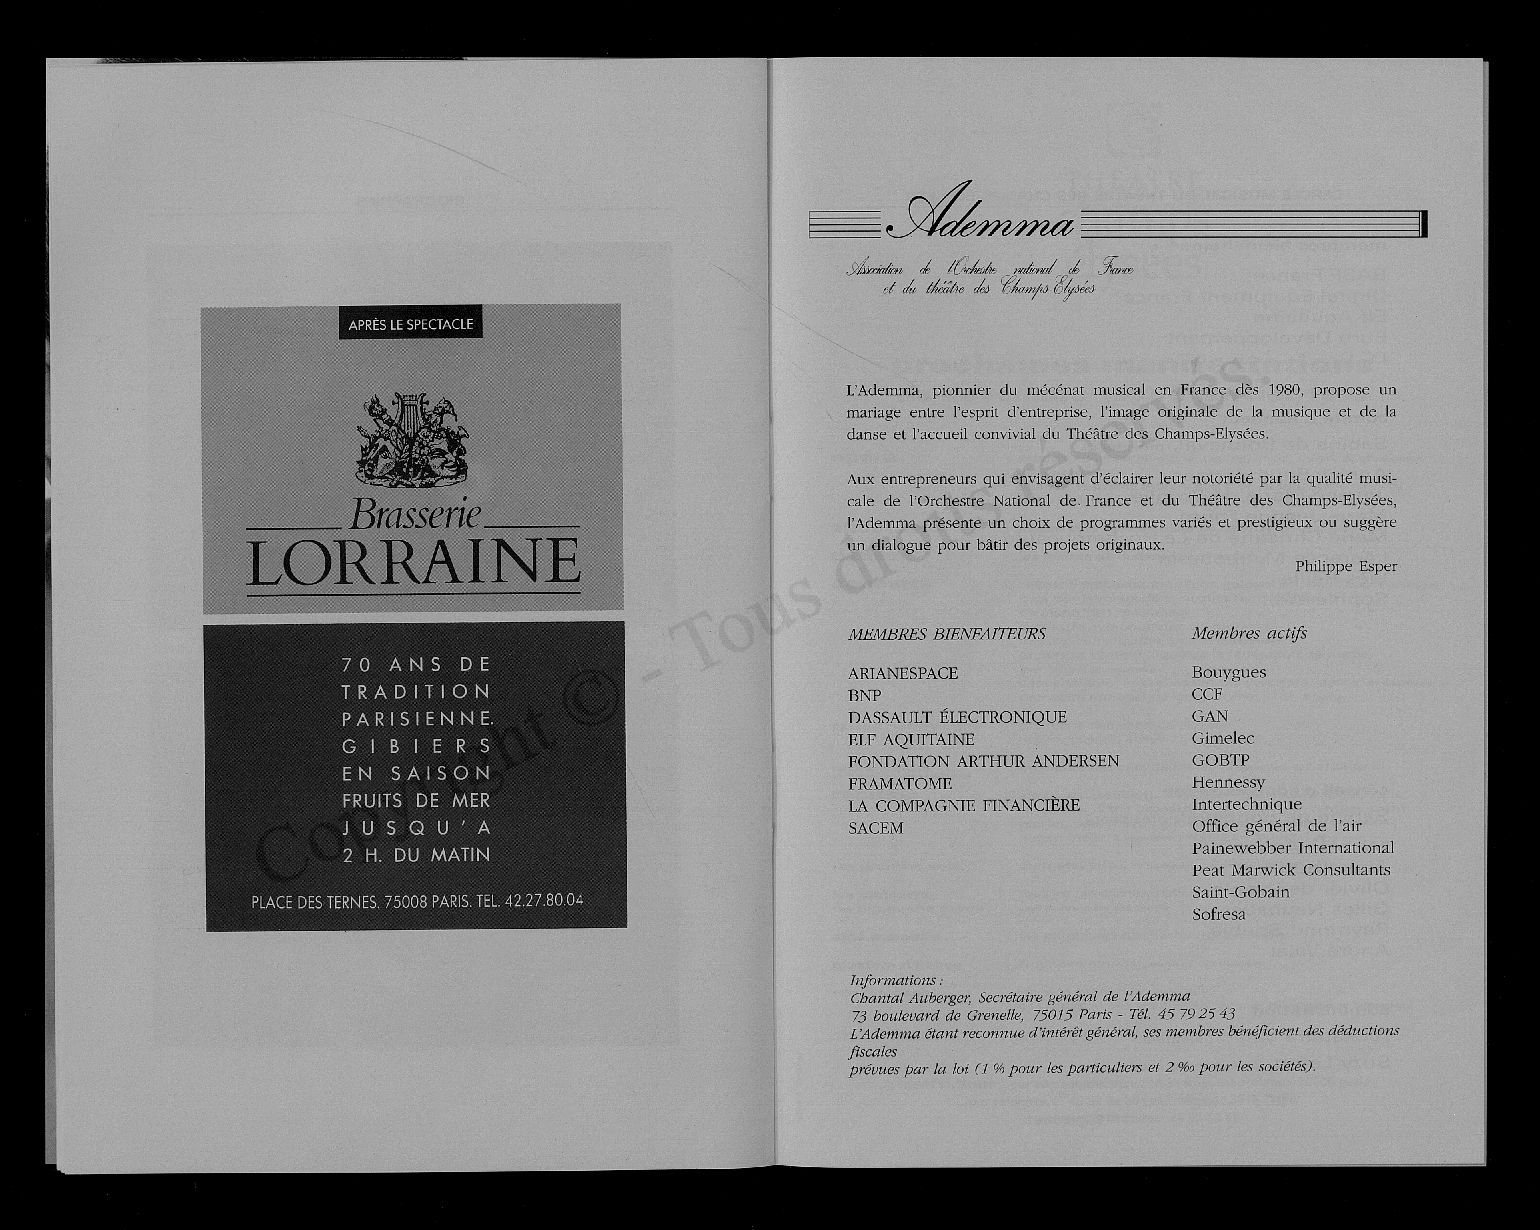 APRÈS LE SPECTACLE
Brasserie
LORRAINE
70 ANS DE
TRADITION
PARISIENNE.
GIBIERS
EN SAISON
FRUITS DE MER
JUSQU'A
2 H. DU MATIN
PLACE DES TERNES. 75008 PARIS. TEL. 42.27.80.04
Ademma
Association de l'Orchestre national de France
et du théâtre des Champs Elysées
L'Ademma, pionnier du mécénat musical en France dès 1980, propose un
mariage entre l'esprit d'entreprise, l'image originale de la musique et de la
danse et l'accueil convivial du Théâtre des Champs-Elysées.
Aux entrepreneurs qui envisagent d'éclairer leur notoriété par la qualité musi-
cale de l'Orchestre National de France et du Théâtre des Champs-Elysées,
l'Ademma présente un choix de programmes variés et prestigieux ou suggère
un dialogue pour bâtir des projets originaux.
Philippe Esper
MEMBRES BIENFAITEURS
ARIANESPACE
BNP
DASSAULT ÉLECTRONIQUE
ELF AQUITAINE
FONDATION ARTHUR ANDERSEN
FRAMATOME
LA COMPAGNIE FINANCIÈRE
SACEM
Membres actifs
Bouygues
CCF
GAN
Gimelec
GOBTP
Hennessy
Intertechnique
Office général de l'air
Painewebber International
Peat Marwick Consultants
Saint-Gobain
Sofresa
Informations :
Chantal Auberger, Secrétaire général de l'Ademma
73 boulevard de Grenelle, 75015 Paris - Tél. 45 79 25 43
L'Ademma étant reconnue d'intérêt général, ses membres bénéficient des déductions
fiscales
prévues par la loi (1 % pour les particuliers et 2 ‰ pour les sociétés).
Copyright © - Tous droits réservés.